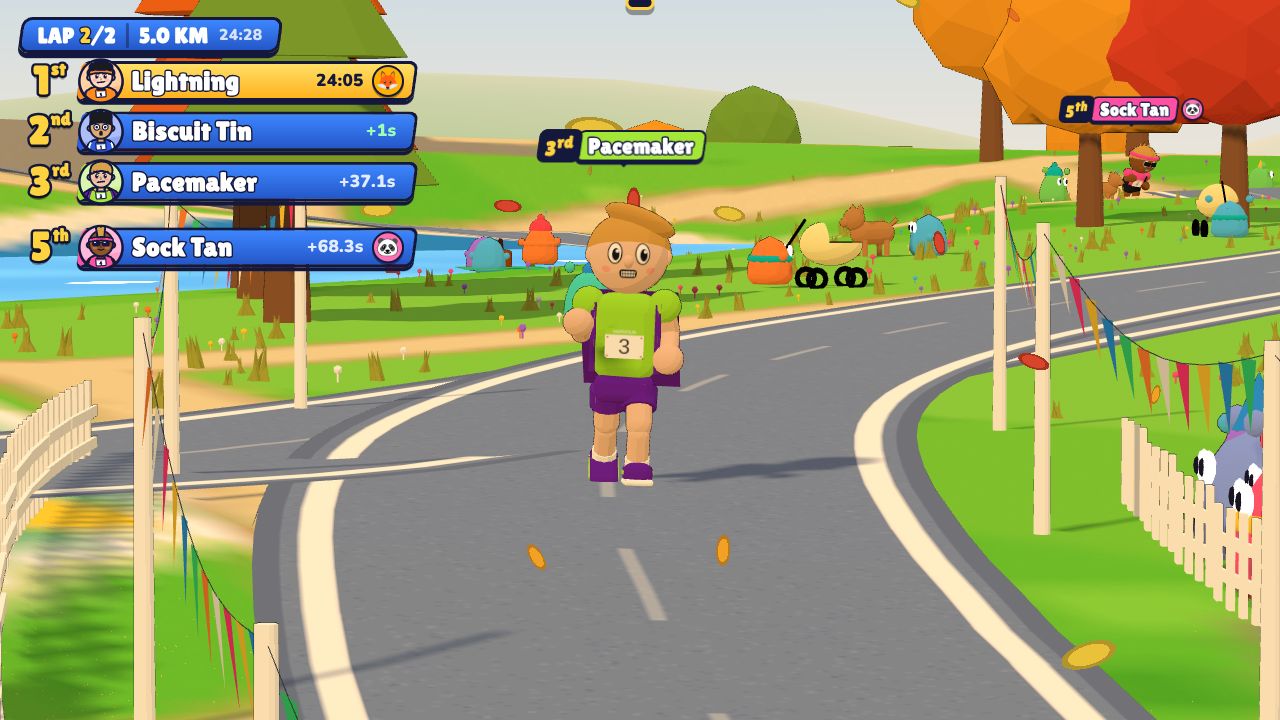 LAP 2/2 5.0 KM 24:28
1st Lightning 24:05
2nd Biscuit Tin +1s
3rd Pacemaker +37.1s
5th Sock Tan +68.3s
5th Sock Tan
3rd Pacemaker
3